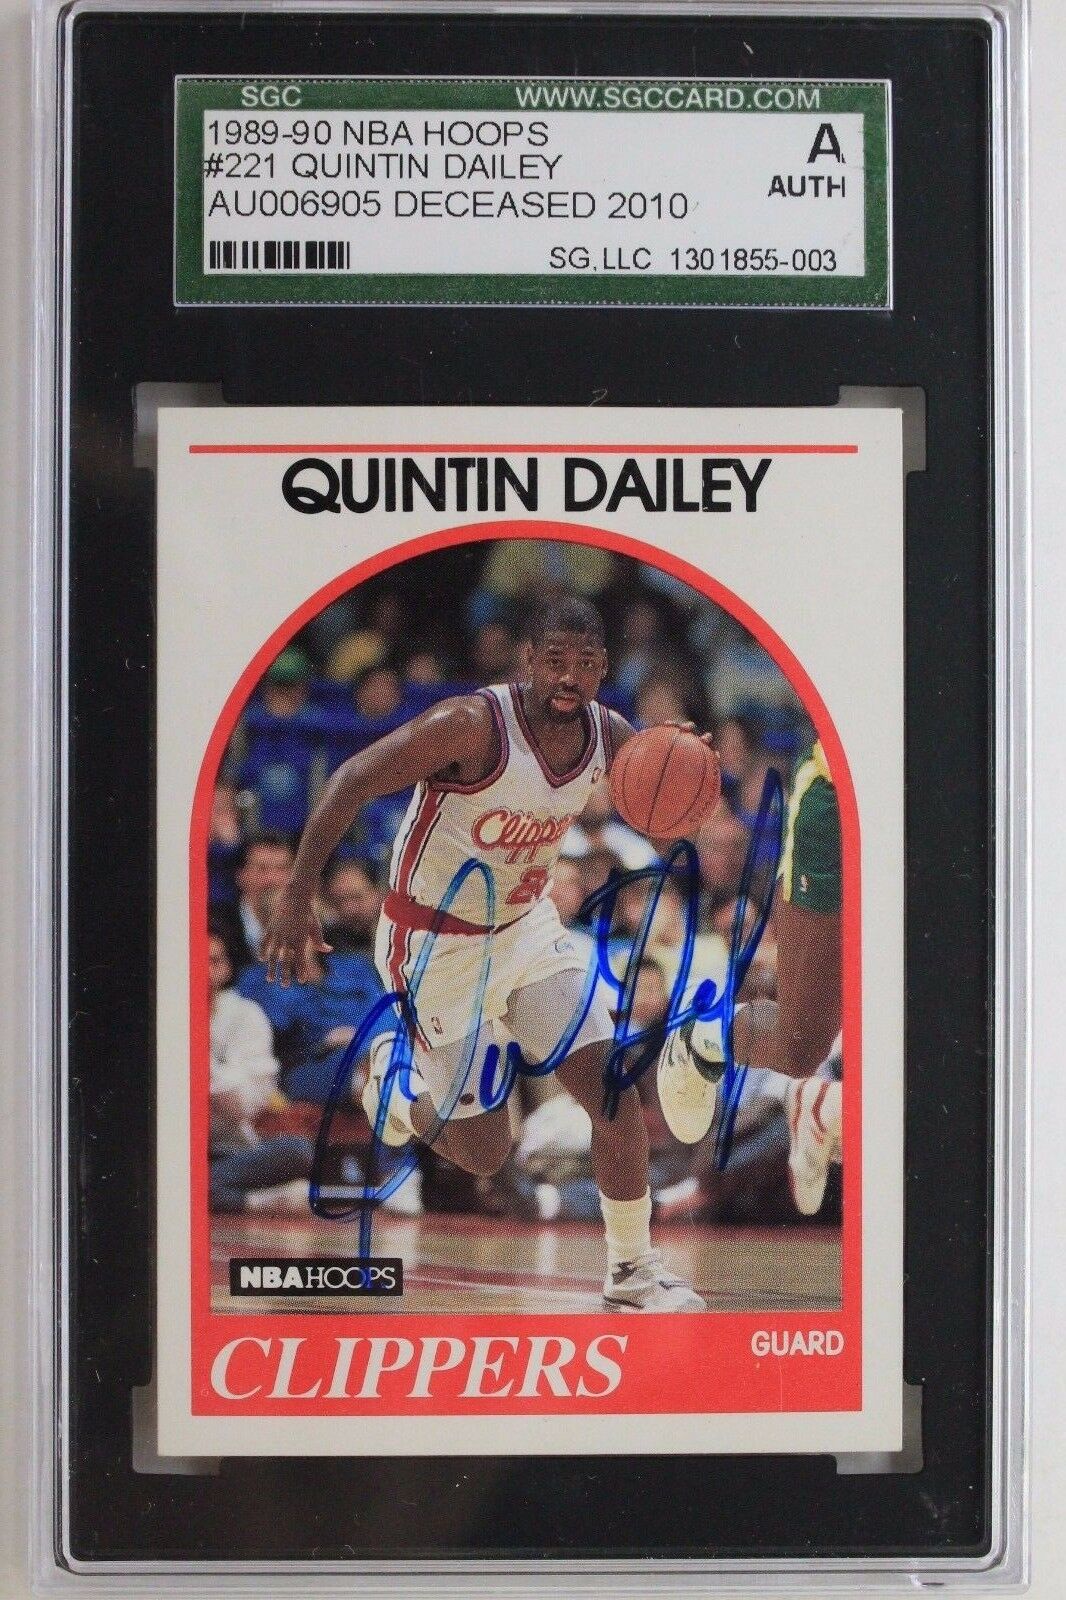 SGC WWW.SGCCARD.COM
1989-90 NBA HOOPS
#221 QUINTIN DAILEY
AU006905 DECEASED 2010
A
AUTH
SG, LLC 1301855-003
QUINTIN DAILEY
Clippers
NBA HOOPS
CLIPPERS
GUARD